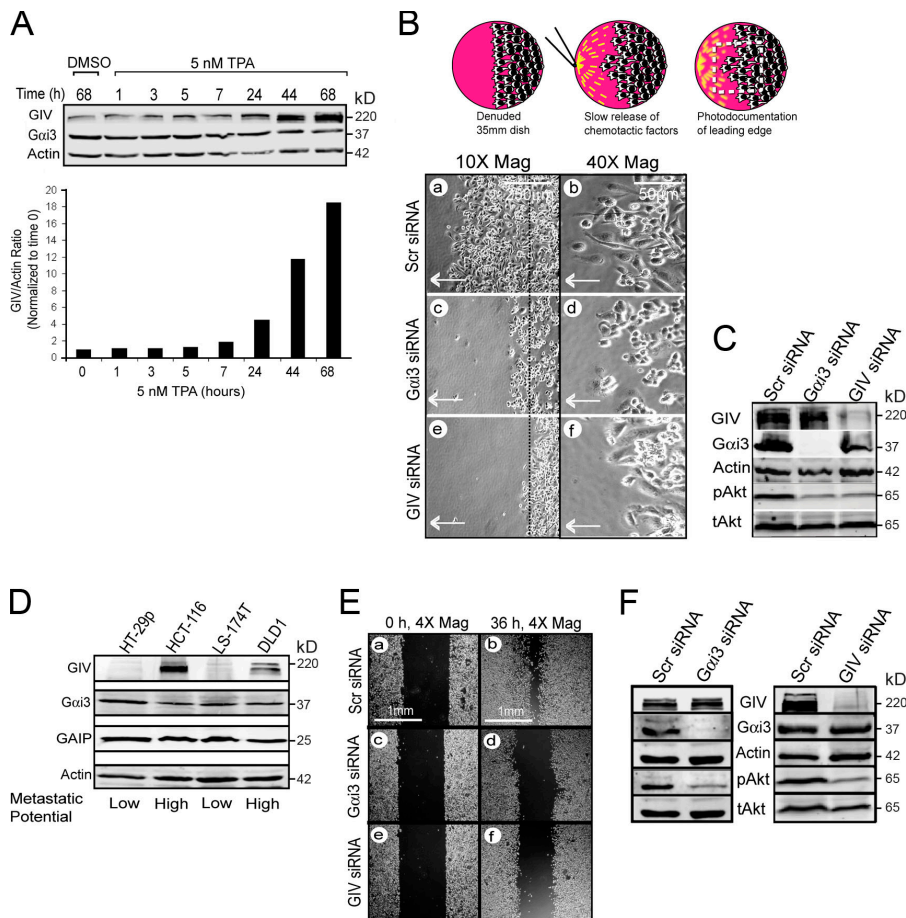 A
DMSO
5 nM TPA
Time (h) 68 1 3 5 7 24 44 68 kD
GIV 220
Gαi3 37
Actin 42
GIV/Actin Ratio
(Normalized to time 0)
20
18
16
14
12
10
8
6
4
2
0
0 1 3 5 7 24 44 68
5 nM TPA (hours)
B
Denuded
35mm dish
Slow release of
chemotactic factors
Photodocumentation
of leading edge
10X Mag 40X Mag
Scr siRNA
a 250μm b 50μm
Gαi3 siRNA
c d
GIV siRNA
e f
C
Scr siRNA Gαi3 siRNA GIV siRNA kD
GIV 220
Gαi3 37
Actin 42
pAkt 65
tAkt 65
D
HT-29p HCT-116 LS-174T DLD1 kD
GIV 220
Gαi3 37
GAIP 25
Actin 42
Metastatic
Potential
Low High Low High
E
0 h, 4X Mag 36 h, 4X Mag
Scr siRNA
a 1mm b 1mm
Gαi3 siRNA
c d
GIV siRNA
e f
F
Scr siRNA Gαi3 siRNA Scr siRNA GIV siRNA kD
GIV 220
Gαi3 37
Actin 42
pAkt 65
tAkt 65